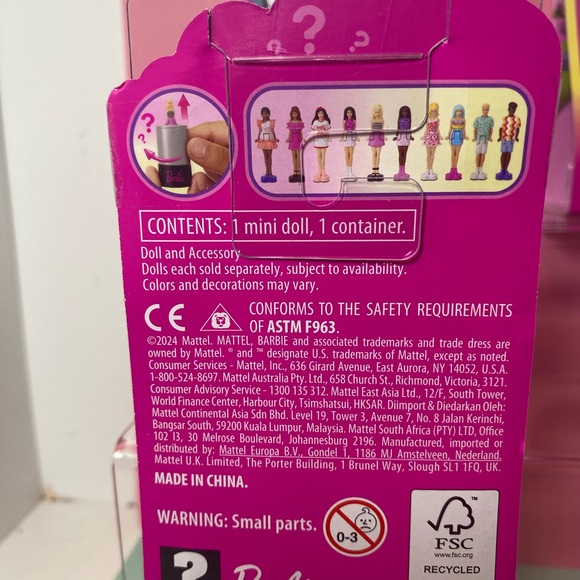 ?
?
?
?
?
Barbie
CONTENTS: 1 mini doll, 1 container.
Doll and Accessory
Dolls each sold separately, subject to availability.
Colors and decorations may vary.
CE
CONFORMS TO THE SAFETY REQUIREMENTS
OF ASTM F963.
©2024 Mattel. MATTEL, BARBIE and associated trademarks and trade dress are
owned by Mattel. ® and ™ designate U.S. trademarks of Mattel, except as noted.
Consumer Services - Mattel, Inc., 636 Girard Avenue, East Aurora, NY 14052, U.S.A.
1-800-524-8697. Mattel Australia Pty. Ltd., 658 Church St., Richmond, Victoria, 3121.
Consumer Advisory Service - 1300 135 312. Mattel East Asia Ltd., 12/F, South Tower,
World Finance Center, Harbour City, Tsimshatsui, HKSAR. Diimport & Diedarkan Oleh:
Mattel Continental Asia Sdn Bhd. Level 19, Tower 3, Avenue 7, No. 8 Jalan Kerinchi,
Bangsar South, 59200 Kuala Lumpur, Malaysia. Mattel South Africa (PTY) LTD, Office
102 I3, 30 Melrose Boulevard, Johannesburg 2196. Manufactured, imported or
distributed by: Mattel Europa B.V., Gondel 1, 1186 MJ Amstelveen, Nederland.
Mattel U.K. Limited, The Porter Building, 1 Brunel Way, Slough SL1 1FQ, UK.
MADE IN CHINA.
WARNING: Small parts.
0-3
™
FSC
www.fsc.org
RECYCLED
?
Barbie